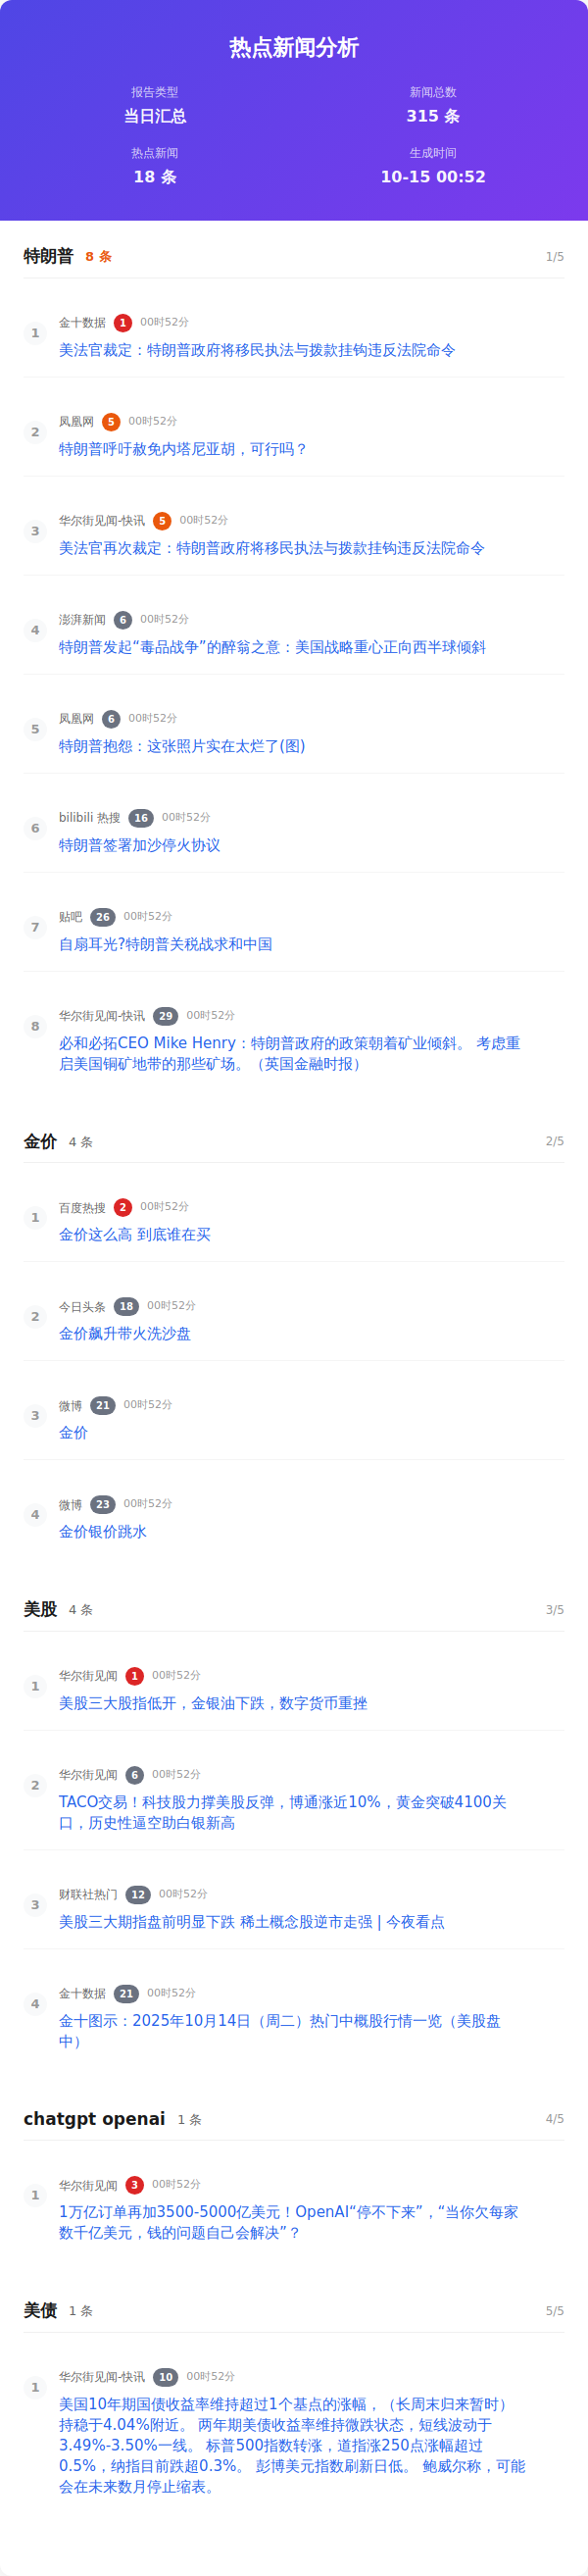 热点新闻分析
报告类型
新闻总数
当日汇总
315 条
热点新闻
生成时间
18 条
10-15 00:52
特朗普 8 条 1/5
1
金十数据 1 00时52分
美法官裁定：特朗普政府将移民执法与拨款挂钩违反法院命令
2
凤凰网 5 00时52分
特朗普呼吁赦免内塔尼亚胡，可行吗？
3
华尔街见闻-快讯 5 00时52分
美法官再次裁定：特朗普政府将移民执法与拨款挂钩违反法院命令
4
澎湃新闻 6 00时52分
特朗普发起“毒品战争”的醉翁之意：美国战略重心正向西半球倾斜
5
凤凰网 6 00时52分
特朗普抱怨：这张照片实在太烂了(图)
6
bilibili 热搜 16 00时52分
特朗普签署加沙停火协议
7
贴吧 26 00时52分
自扇耳光?特朗普关税战求和中国
8
华尔街见闻-快讯 29 00时52分
必和必拓CEO Mike Henry：特朗普政府的政策朝着矿业倾斜。 考虑重
启美国铜矿地带的那些矿场。（英国金融时报）
金价 4 条 2/5
1
百度热搜 2 00时52分
金价这么高 到底谁在买
2
今日头条 18 00时52分
金价飙升带火洗沙盘
3
微博 21 00时52分
金价
4
微博 23 00时52分
金价银价跳水
美股 4 条 3/5
1
华尔街见闻 1 00时52分
美股三大股指低开，金银油下跌，数字货币重挫
2
华尔街见闻 6 00时52分
TACO交易！科技股力撑美股反弹，博通涨近10%，黄金突破4100关
口，历史性逼空助白银新高
3
财联社热门 12 00时52分
美股三大期指盘前明显下跌 稀土概念股逆市走强 | 今夜看点
4
金十数据 21 00时52分
金十图示：2025年10月14日（周二）热门中概股行情一览（美股盘
中）
chatgpt openai 1 条 4/5
1
华尔街见闻 3 00时52分
1万亿订单再加3500-5000亿美元！OpenAI“停不下来”，“当你欠每家
数千亿美元，钱的问题自己会解决”？
美债 1 条 5/5
1
华尔街见闻-快讯 10 00时52分
美国10年期国债收益率维持超过1个基点的涨幅，（长周末归来暂时）
持稳于4.04%附近。 两年期美债收益率维持微跌状态，短线波动于
3.49%-3.50%一线。 标普500指数转涨，道指涨250点涨幅超过
0.5%，纳指目前跌超0.3%。 彭博美元指数刷新日低。 鲍威尔称，可能
会在未来数月停止缩表。